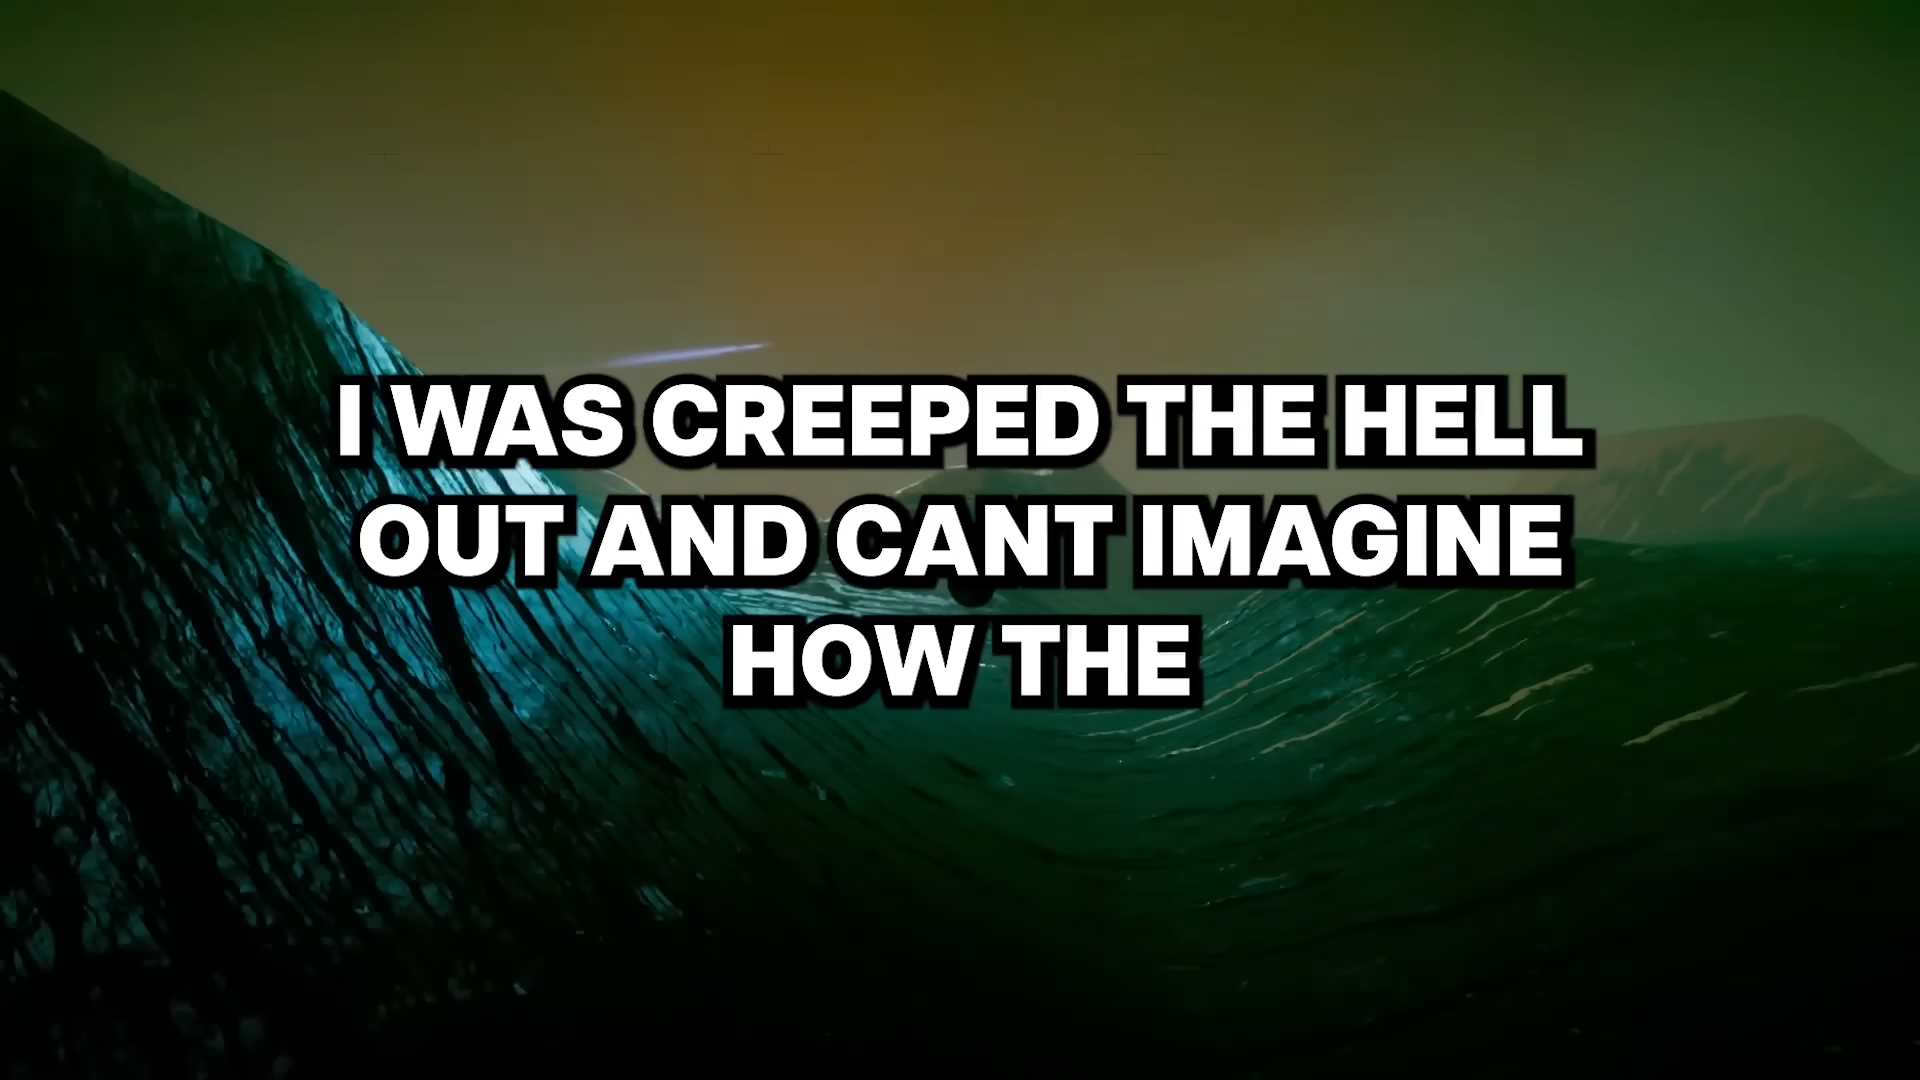 I WAS CREEPED THE HELL
OUT AND CANT IMAGINE
HOW THE